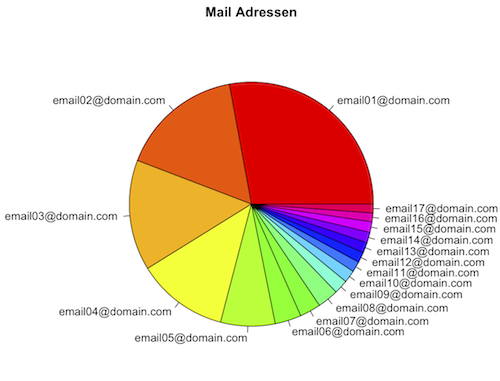 Mail Adressen
email01@domain.com
email02@domain.com
email03@domain.com
email04@domain.com
email05@domain.com
email06@domain.com
email07@domain.com
email08@domain.com
email09@domain.com
email10@domain.com
email11@domain.com
email12@domain.com
email13@domain.com
email14@domain.com
email15@domain.com
email16@domain.com
email17@domain.com